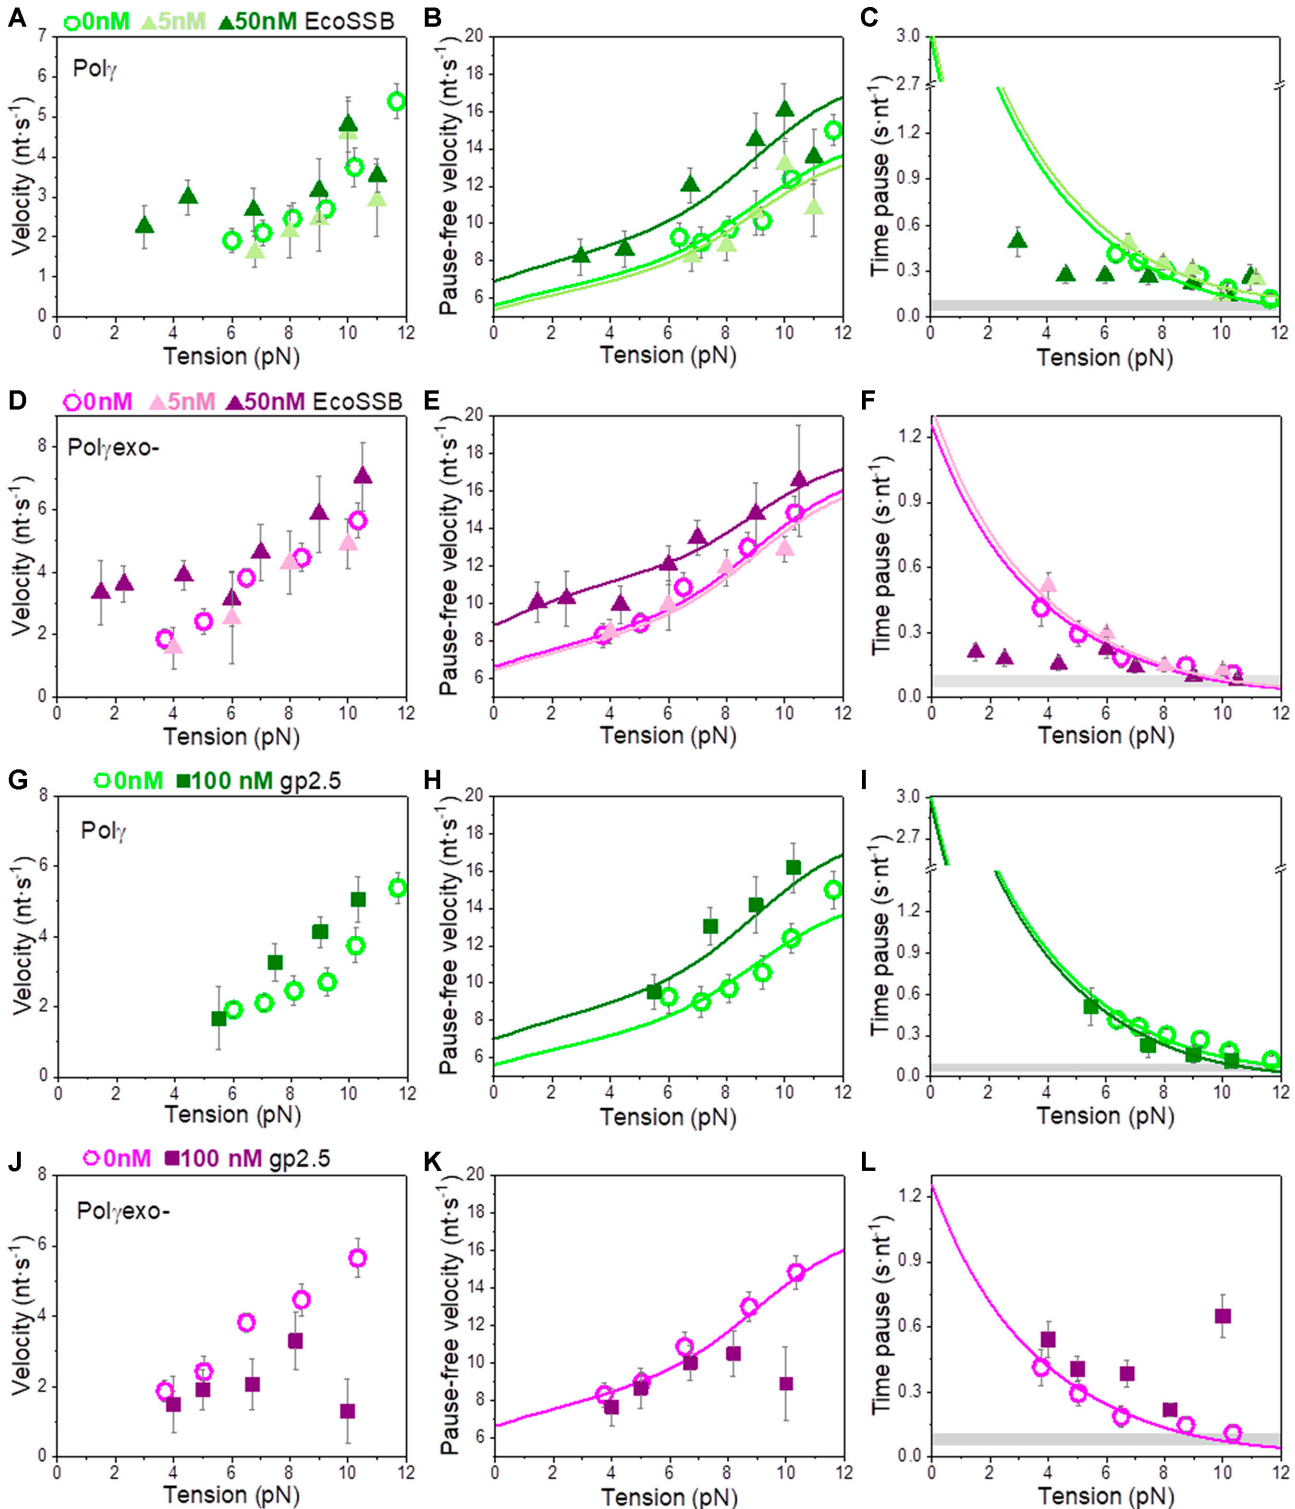 A 0nM 5nM 50nM EcoSSB B C
Polγ
Velocity (nt·s-1)
7
6
5
4
3
2
1
0
0 2 4 6 8 10 12
Tension (pN)
Pause-free velocity (nt·s-1)
20
18
16
14
12
10
8
6
0 2 4 6 8 10 12
Tension (pN)
Time pause (s·nt-1)
3.0
2.7
1.2
0.9
0.6
0.3
0.0
0 2 4 6 8 10 12
Tension (pN)
D 0nM 5nM 50nM EcoSSB E F
Polγexo-
Velocity (nt·s-1)
8
6
4
2
0
0 2 4 6 8 10 12
Tension (pN)
Pause-free velocity (nt·s-1)
20
18
16
14
12
10
8
6
0 2 4 6 8 10 12
Tension (pN)
Time pause (s·nt-1)
1.2
0.9
0.6
0.3
0.0
0 2 4 6 8 10 12
Tension (pN)
G 0nM 100 nM gp2.5 H I
Polγ
Velocity (nt·s-1)
8
6
4
2
0
0 2 4 6 8 10 12
Tension (pN)
Pause-free velocity (nt·s-1)
20
18
16
14
12
10
8
6
0 2 4 6 8 10 12
Tension (pN)
Time pause (s·nt-1)
3.0
2.7
1.2
0.9
0.6
0.3
0.0
0 2 4 6 8 10 12
Tension (pN)
J 0nM 100 nM gp2.5 K L
Polγexo-
Velocity (nt·s-1)
8
6
4
2
0
0 2 4 6 8 10 12
Tension (pN)
Pause-free velocity (nt·s-1)
20
18
16
14
12
10
8
6
0 2 4 6 8 10 12
Tension (pN)
Time pause (s·nt-1)
1.2
0.9
0.6
0.3
0.0
0 2 4 6 8 10 12
Tension (pN)